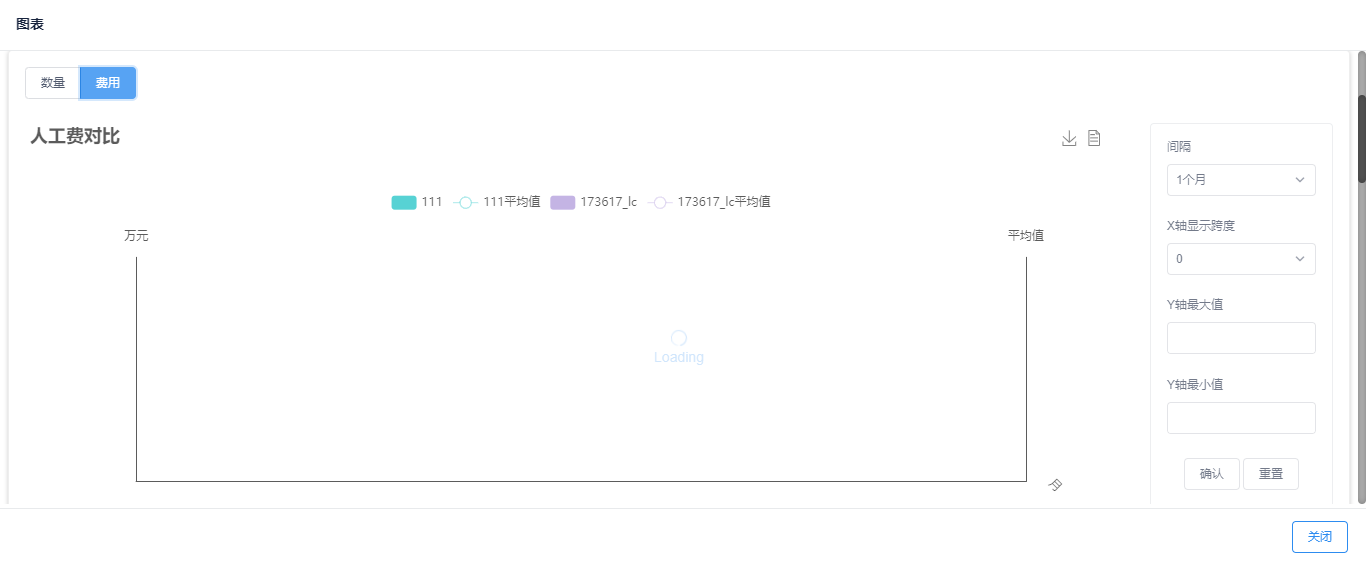 图表
数量 费用
人工费对比
111 111平均值 173617_lc 173617_lc平均值
万元 平均值
Loading
日
间隔
1个月
X轴显示跨度
0
Y轴最大值
Y轴最小值
确认 重置
关闭